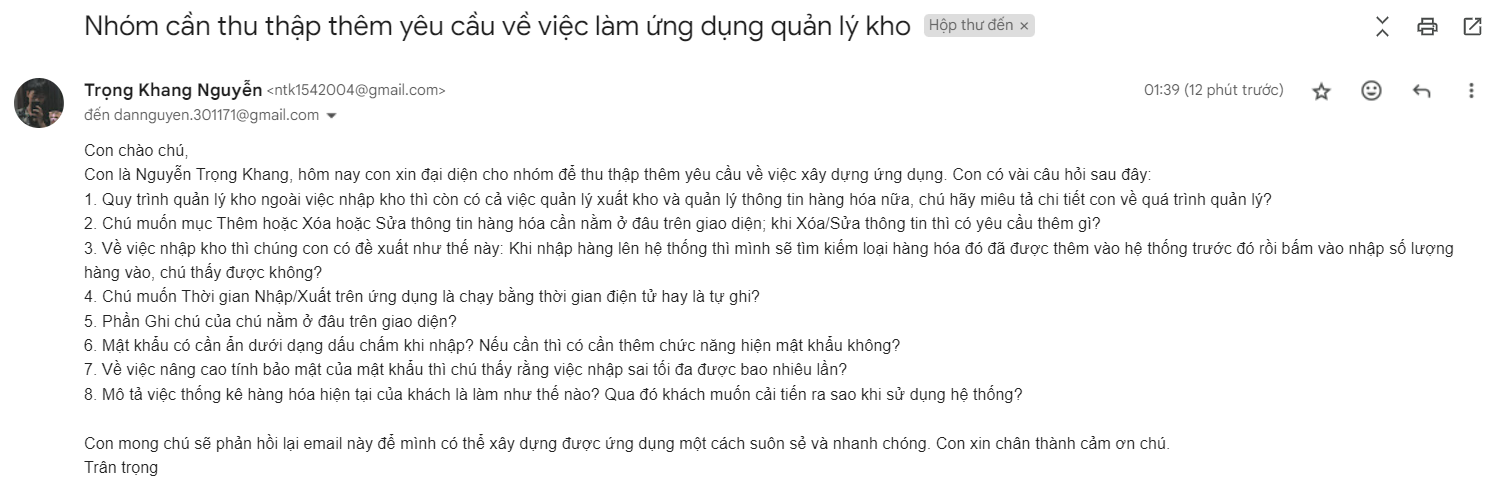 Nhóm cần thu thập thêm yêu cầu về việc làm ứng dụng quản lý kho Hộp thư đến ×
Trọng Khang Nguyễn <ntk1542004@gmail.com> 01:39 (12 phút trước)
đến dannguyen.301171@gmail.com
Con chào chú,
Con là Nguyễn Trọng Khang, hôm nay con xin đại diện cho nhóm để thu thập thêm yêu cầu về việc xây dựng ứng dụng. Con có vài câu hỏi sau đây:
1. Quy trình quản lý kho ngoài việc nhập kho thì còn có cả việc quản lý xuất kho và quản lý thông tin hàng hóa nữa, chú hãy miêu tả chi tiết con về quá trình quản lý?
2. Chú muốn mục Thêm hoặc Xóa hoặc Sửa thông tin hàng hóa cần nằm ở đâu trên giao diện; khi Xóa/Sửa thông tin thì có yêu cầu thêm gì?
3. Về việc nhập kho thì chúng con có đề xuất như thế này: Khi nhập hàng lên hệ thống thì mình sẽ tìm kiếm loại hàng hóa đó đã được thêm vào hệ thống trước đó rồi bấm vào nhập số lượng
hàng vào, chú thấy được không?
4. Chú muốn Thời gian Nhập/Xuất trên ứng dụng là chạy bằng thời gian điện tử hay là tự ghi?
5. Phần Ghi chú của chú nằm ở đâu trên giao diện?
6. Mật khẩu có cần ẩn dưới dạng dấu chấm khi nhập? Nếu cần thì có cần thêm chức năng hiện mật khẩu không?
7. Về việc nâng cao tính bảo mật của mật khẩu thì chú thấy rằng việc nhập sai tối đa được bao nhiêu lần?
8. Mô tả việc thống kê hàng hóa hiện tại của khách là làm như thế nào? Qua đó khách muốn cải tiến ra sao khi sử dụng hệ thống?
Con mong chú sẽ phản hồi lại email này để mình có thể xây dựng được ứng dụng một cách suôn sẻ và nhanh chóng. Con xin chân thành cảm ơn chú.
Trân trọng